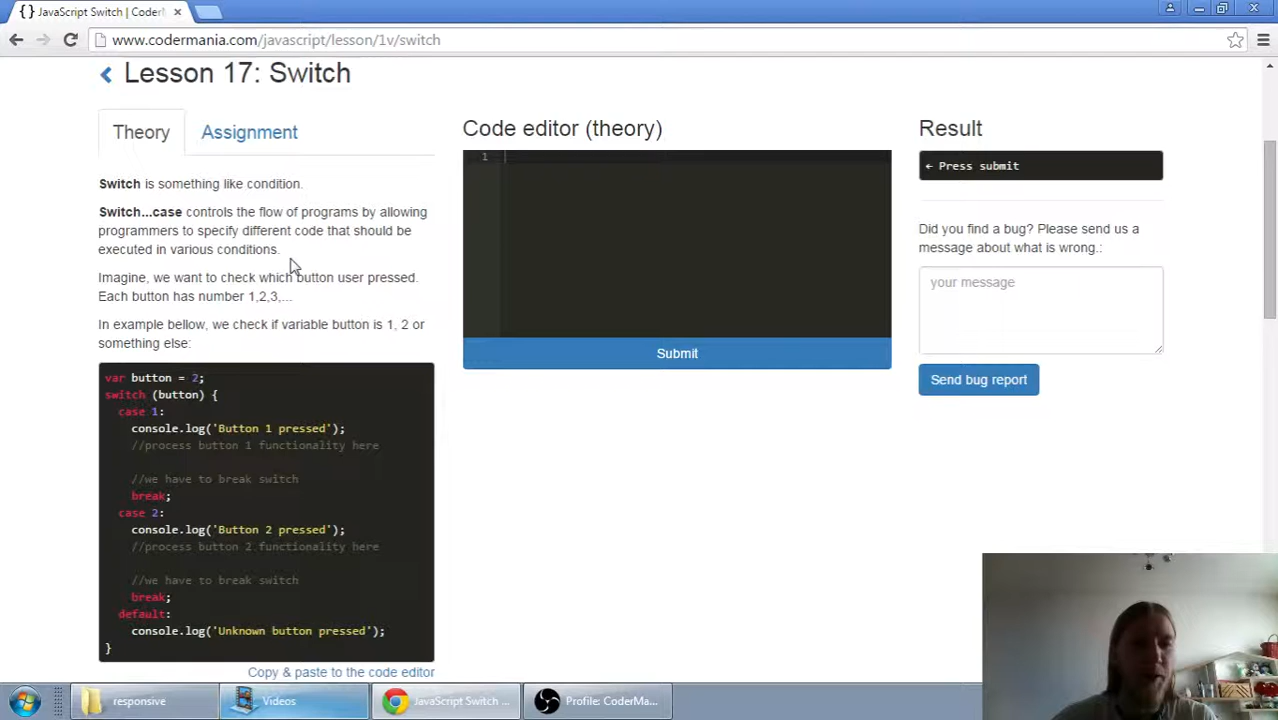 { } JavaScript Switch | Coder
www.codermania.com/javascript/lesson/1v/switch
Lesson 17: Switch
Theory
Assignment
Switch is something like condition.
Switch...case controls the flow of programs by allowing
programmers to specify different code that should be
executed in various conditions.
Imagine, we want to check which button user pressed.
Each button has number 1,2,3,...
In example bellow, we check if variable button is 1, 2 or
something else:
var button = 2;
switch (button) {
case 1:
console.log('Button 1 pressed');
//process button 1 functionality here
//we have to break switch
break;
case 2:
console.log('Button 2 pressed');
//process button 2 functionality here
//we have to break switch
break;
default:
console.log('Unknown button pressed');
}
Copy & paste to the code editor
Code editor (theory)
1
Submit
Result
← Press submit
Did you find a bug? Please send us a
message about what is wrong.:
your message
Send bug report
responsive
Videos
JavaScript Switch ...
Profile: CoderMa...